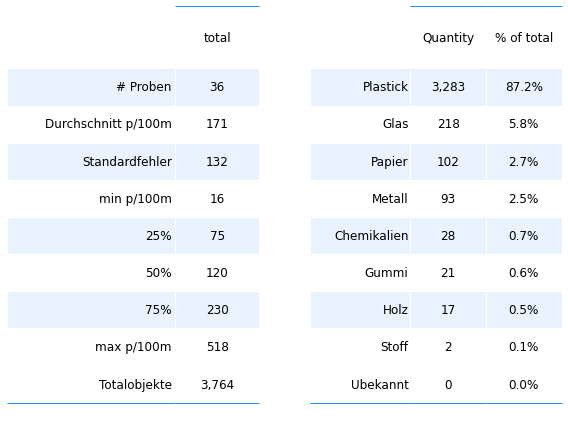 total
# Proben 36
Durchschnitt p/100m 171
Standardfehler 132
min p/100m 16
25% 75
50% 120
75% 230
max p/100m 518
Totalobjekte 3,764
Quantity % of total
Plastick 3,283 87.2%
Glas 218 5.8%
Papier 102 2.7%
Metall 93 2.5%
Chemikalien 28 0.7%
Gummi 21 0.6%
Holz 17 0.5%
Stoff 2 0.1%
Ubekannt 0 0.0%